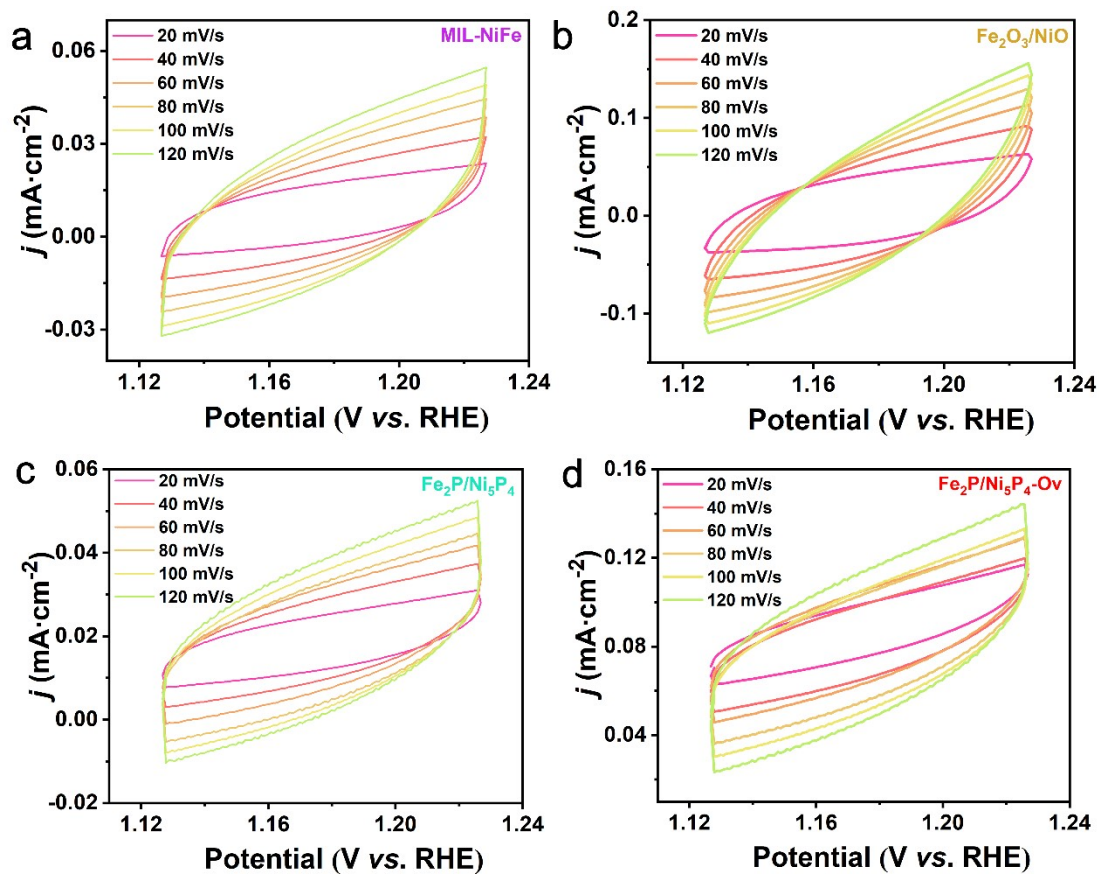 a
MIL-NiFe
20 mV/s
40 mV/s
60 mV/s
80 mV/s
100 mV/s
120 mV/s
0.06
0.03
0.00
-0.03
j (mA·cm⁻²)
1.12
1.16
1.20
1.24
Potential (V vs. RHE)
b
Fe₂O₃/NiO
20 mV/s
40 mV/s
60 mV/s
80 mV/s
100 mV/s
120 mV/s
0.2
0.1
0.0
-0.1
j (mA·cm⁻²)
1.12
1.16
1.20
1.24
Potential (V vs. RHE)
c
Fe₂P/Ni₅P₄
20 mV/s
40 mV/s
60 mV/s
80 mV/s
100 mV/s
120 mV/s
0.06
0.04
0.02
0.00
-0.02
j (mA·cm⁻²)
1.12
1.16
1.20
1.24
Potential (V vs. RHE)
d
Fe₂P/Ni₅P₄-Ov
20 mV/s
40 mV/s
60 mV/s
80 mV/s
100 mV/s
120 mV/s
0.16
0.12
0.08
0.04
j (mA·cm⁻²)
1.12
1.16
1.20
1.24
Potential (V vs. RHE)